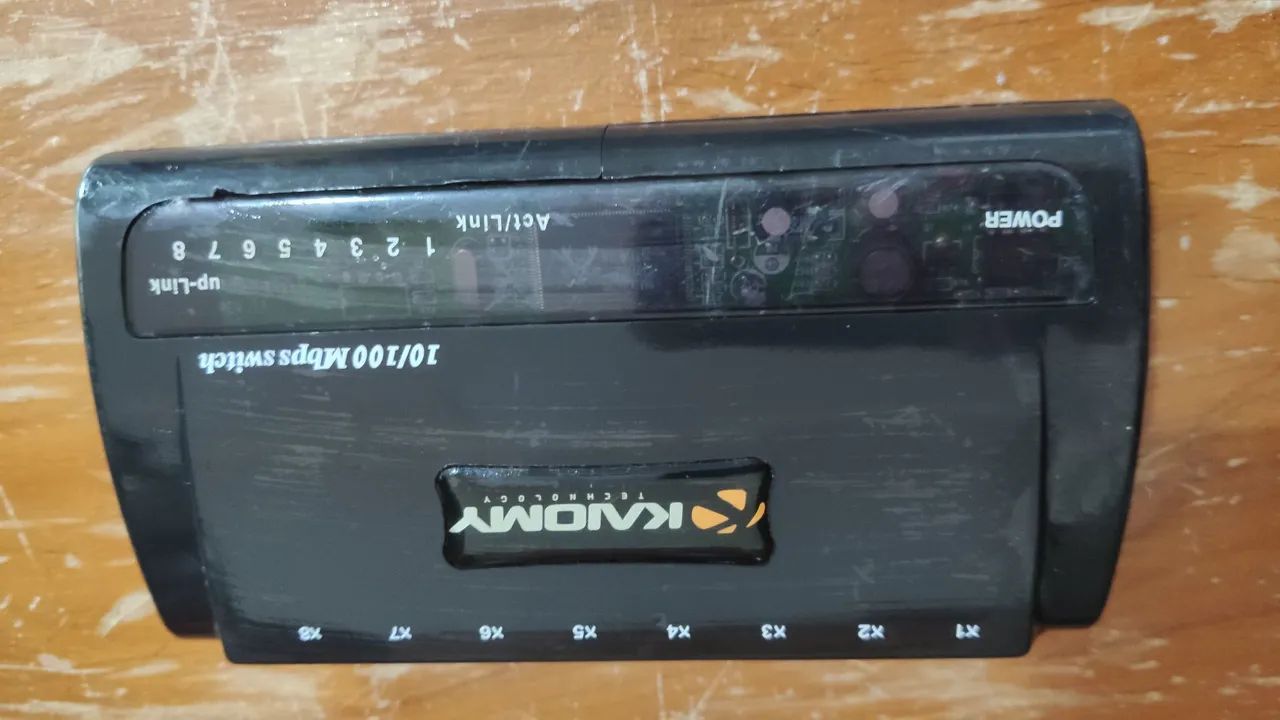 x1 x2 x3 x4 x5 x6 x7 x8
KAIOMY
TECHNOLOGY
10/100 Mbps switch
up-Link
POWER Act/Link 1 2 3 4 5 6 7 8